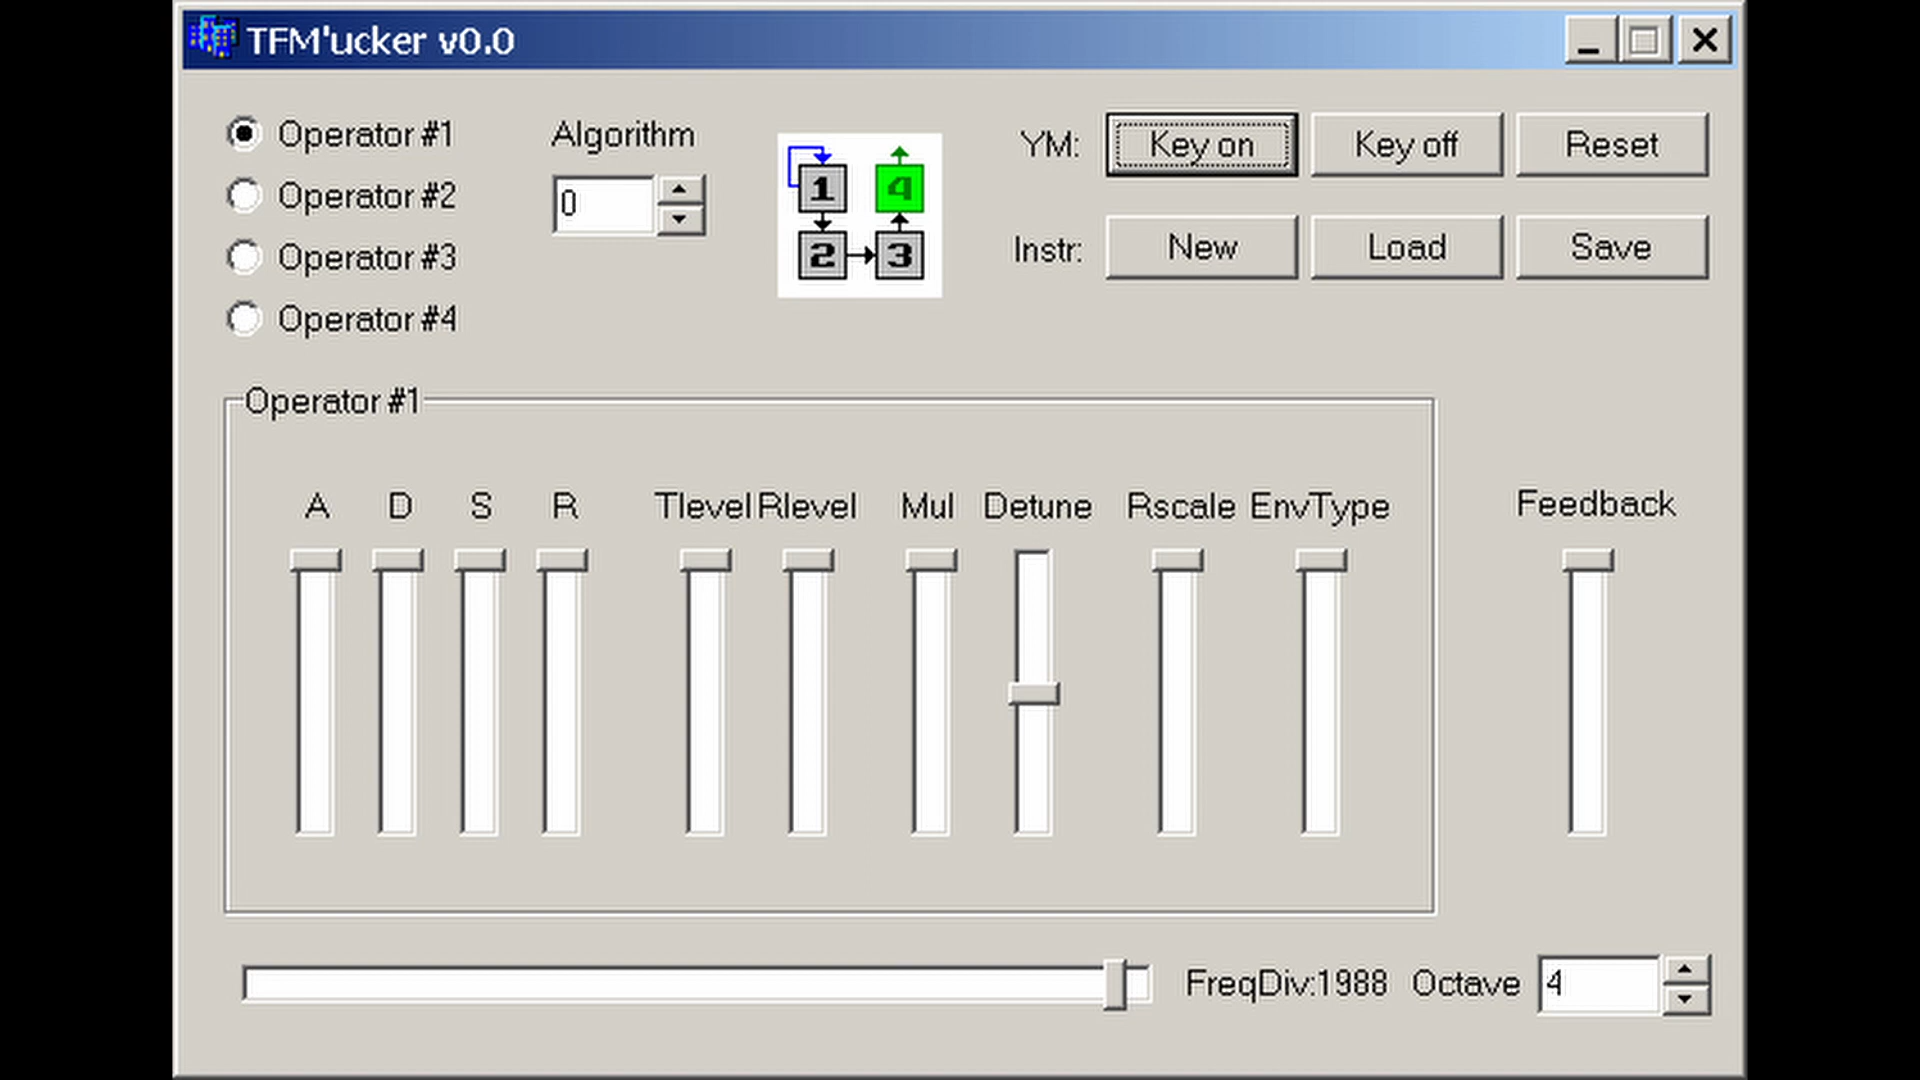 TFM'ucker v0.0
Operator #1
Operator #2
Operator #3
Operator #4
Algorithm
0
1 4
2 3
YM: Key on Key off Reset
Instr: New Load Save
Operator #1
A D S R Tlevel Rlevel Mul Detune Rscale EnvType Feedback
FreqDiv:1988 Octave 4